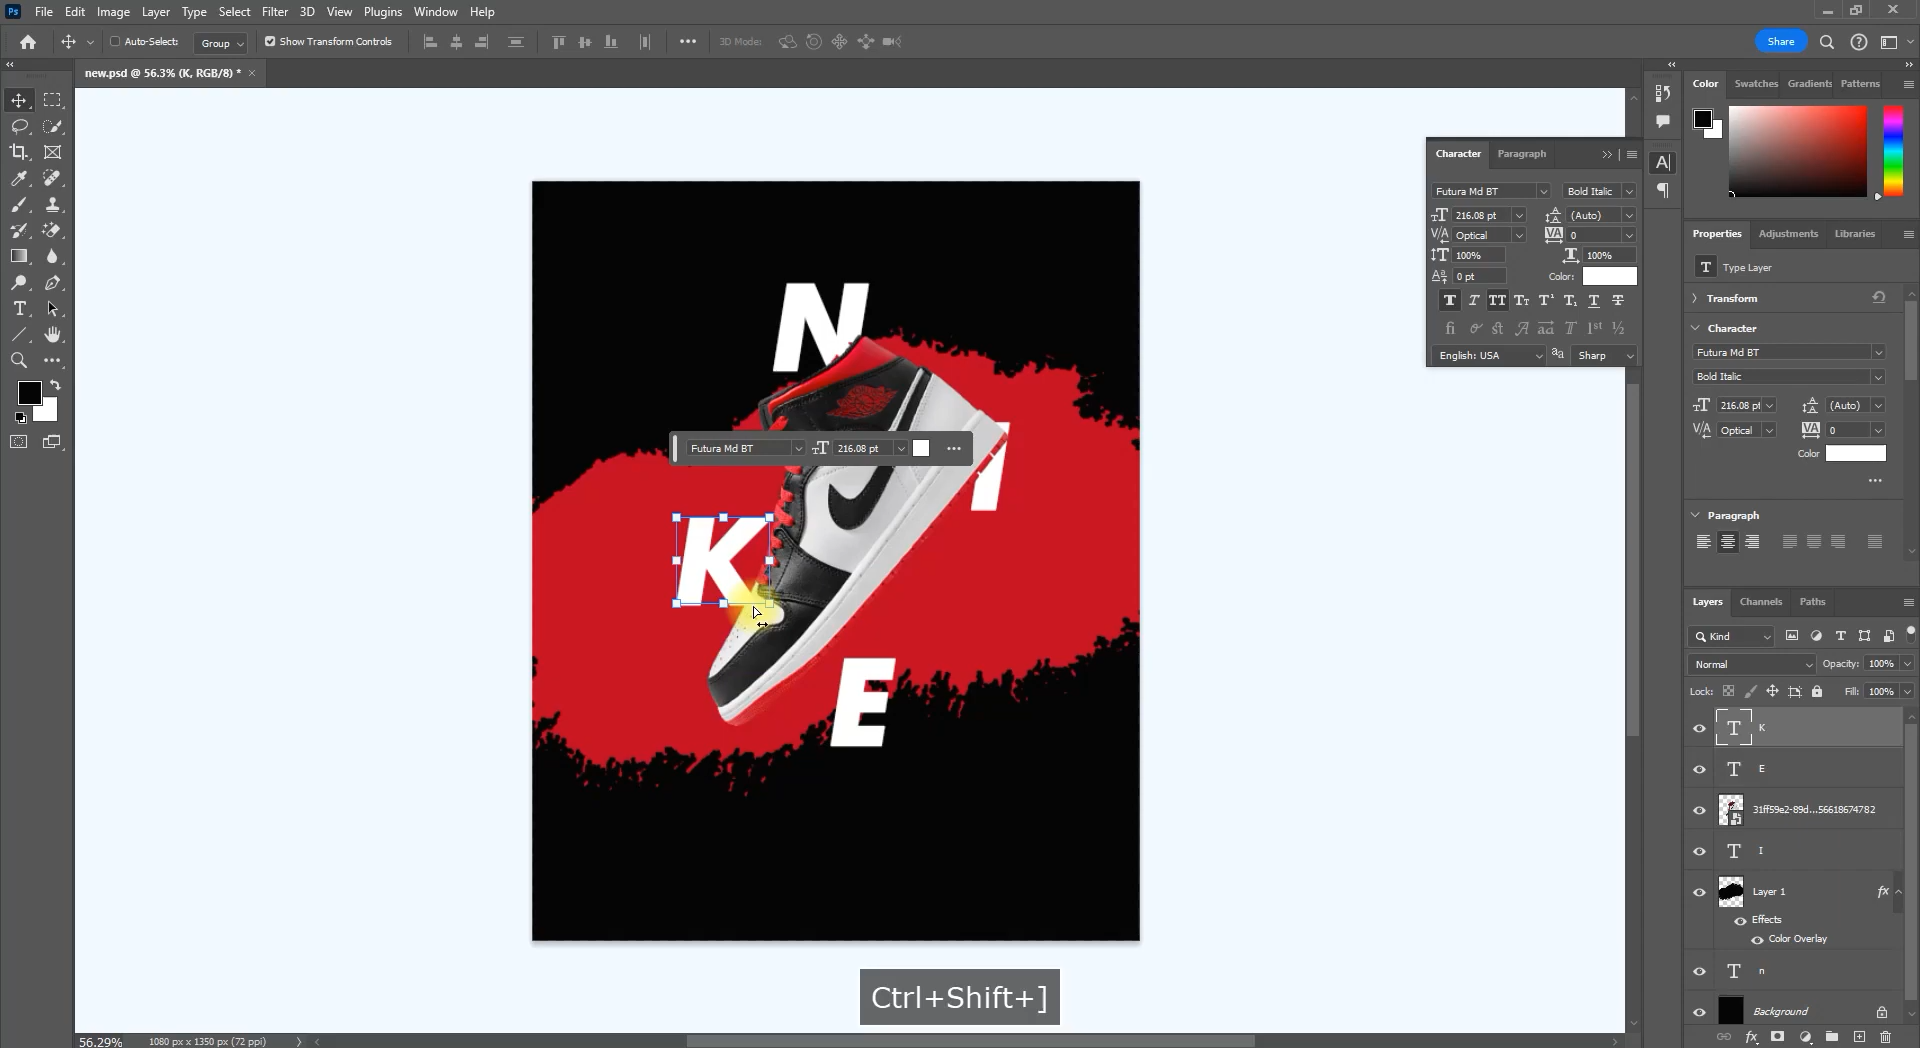 Ps File Edit Image Layer Type Select Filter 3D View Plugins Window Help
Auto-Select: Group Show Transform Controls 3D Mode: Share
new.psd @ 56.3% (K, RGB/8) *
Color Swatches Gradients Patterns
Character Paragraph
Futura Md BT Bold Italic
216.08 pt (Auto)
Optical 0
100% 100%
0 pt Color:
English: USA Sharp
Properties Adjustments Libraries
Type Layer
Transform
Character
Futura Md BT
Bold Italic
216.08 pt (Auto)
Optical 0
Color
Paragraph
N
Futura Md BT 216.08 pt
I
K
E
Layers Channels Paths
Kind
Normal Opacity: 100%
Lock: Fill: 100%
K
E
31ff59e2-89d...56618674782
I
Layer 1 fx
Effects
Color Overlay
n
Background
Ctrl+Shift+]
56.29% 1080 px x 1350 px (72 ppi)